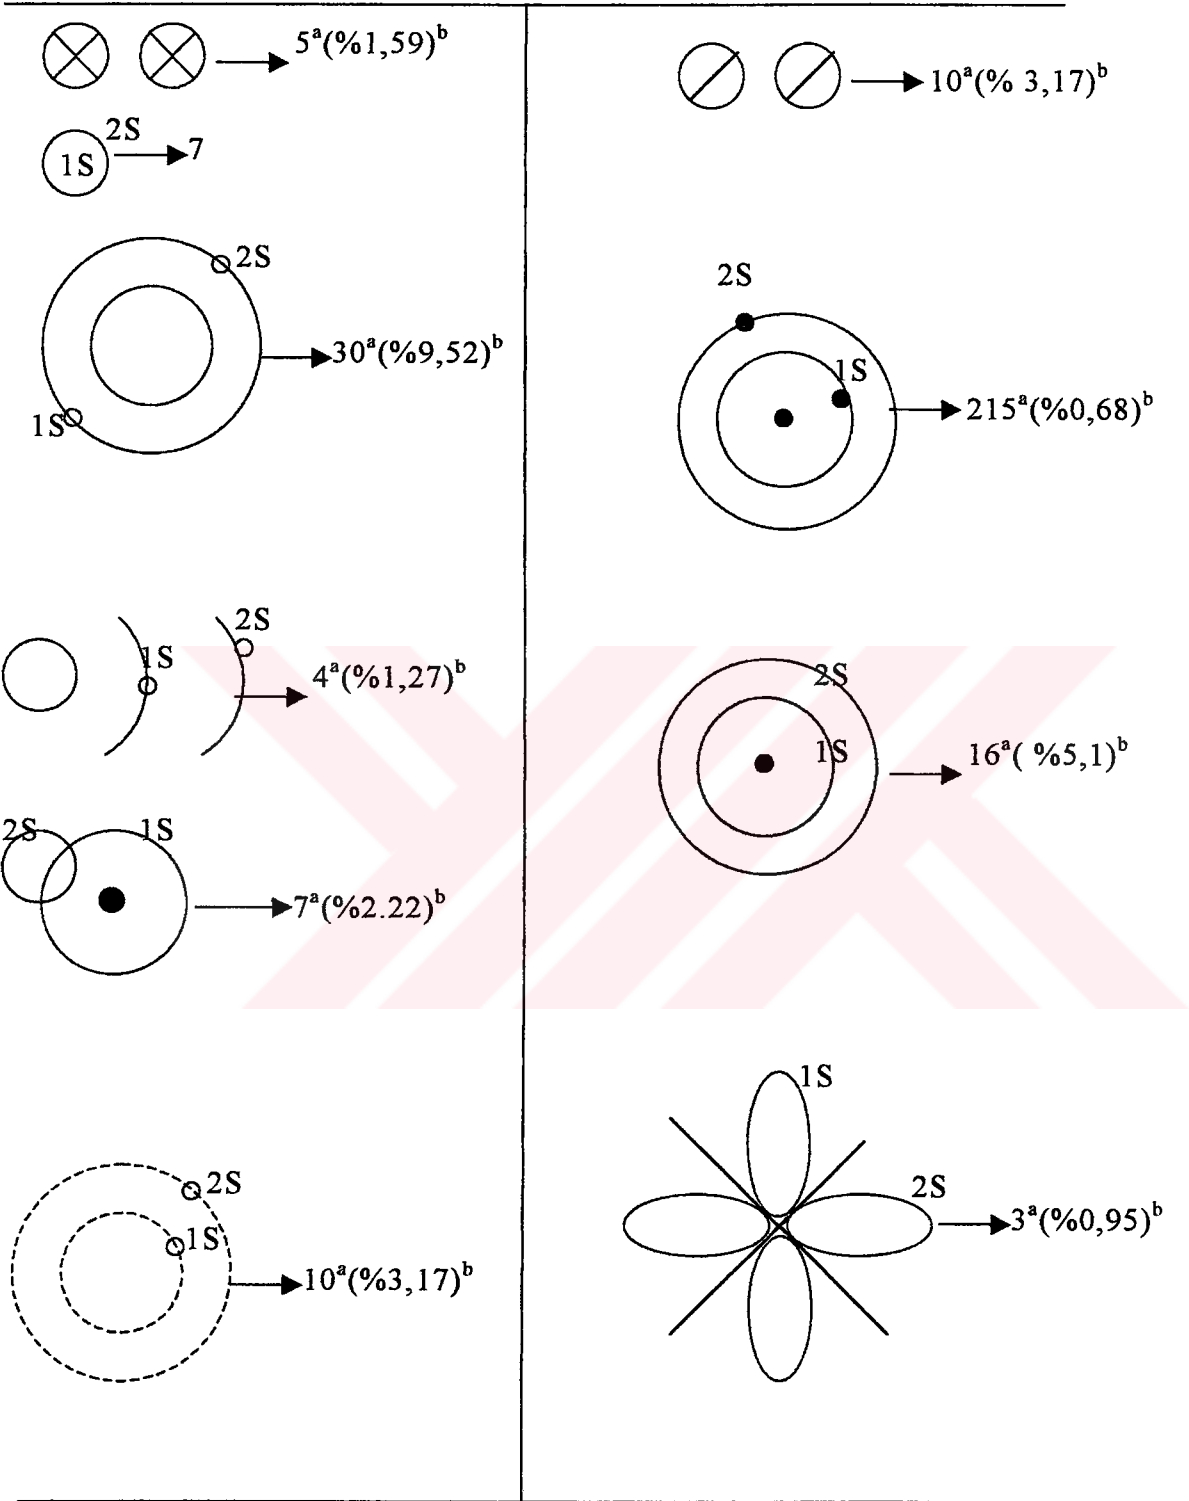 5ᵃ(%1,59)ᵇ
2S
1S
7
2S
30ᵃ(%9,52)ᵇ
1S
2S
1S
4ᵃ(%1,27)ᵇ
2S
1S
7ᵃ(%2.22)ᵇ
2S
1S
10ᵃ(%3,17)ᵇ
10ᵃ(% 3,17)ᵇ
2S
1S
215ᵃ(%0,68)ᵇ
2S
1S
16ᵃ( %5,1)ᵇ
1S
2S
3ᵃ(%0,95)ᵇ